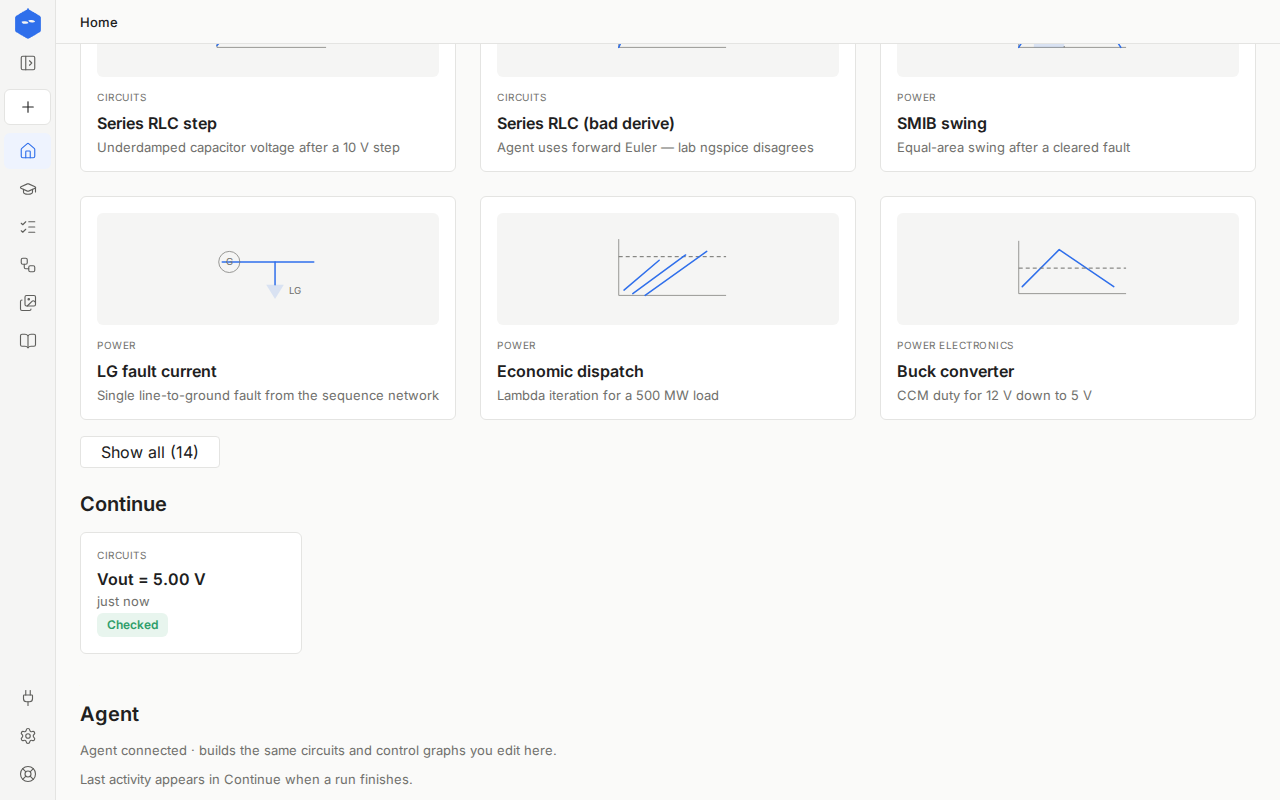 Home
CIRCUITS
Series RLC step
Underdamped capacitor voltage after a 10 V step
CIRCUITS
Series RLC (bad derive)
Agent uses forward Euler — lab ngspice disagrees
POWER
SMIB swing
Equal-area swing after a cleared fault
G
LG
POWER
LG fault current
Single line-to-ground fault from the sequence network
POWER
Economic dispatch
Lambda iteration for a 500 MW load
POWER ELECTRONICS
Buck converter
CCM duty for 12 V down to 5 V
Show all (14)
Continue
CIRCUITS
Vout = 5.00 V
just now
Checked
Agent
Agent connected · builds the same circuits and control graphs you edit here.
Last activity appears in Continue when a run finishes.